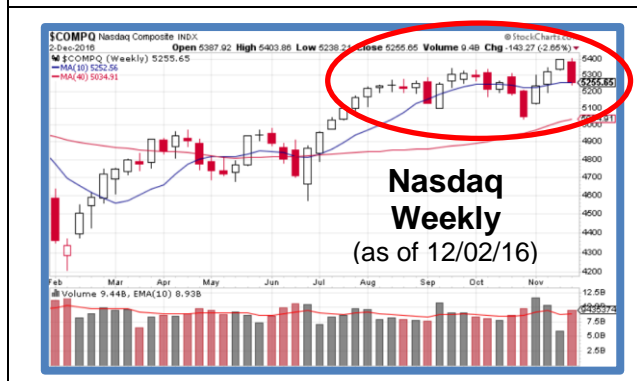 $COMPQ Nasdaq Composite INDX
© StockCharts.com
2-Dec-2016 Open 5387.92 High 5403.86 Low 5238.21 Close 5255.65 Volume 9.4B Chg -143.27 (-2.65%)
$COMPQ (Weekly) 5255.65
MA(10) 5252.56
MA(40) 5034.91
5400
5300
5255.65
5200
5100
5000
4900
4800
4700
4600
4500
4400
4300
4200
Nasdaq
Weekly
(as of 12/02/16)
Feb Mar Apr May Jun Jul Aug Sep Oct Nov
Volume 9.44B, EMA(10) 8.93B
12.5B
7.5B
5.0B
2.5B